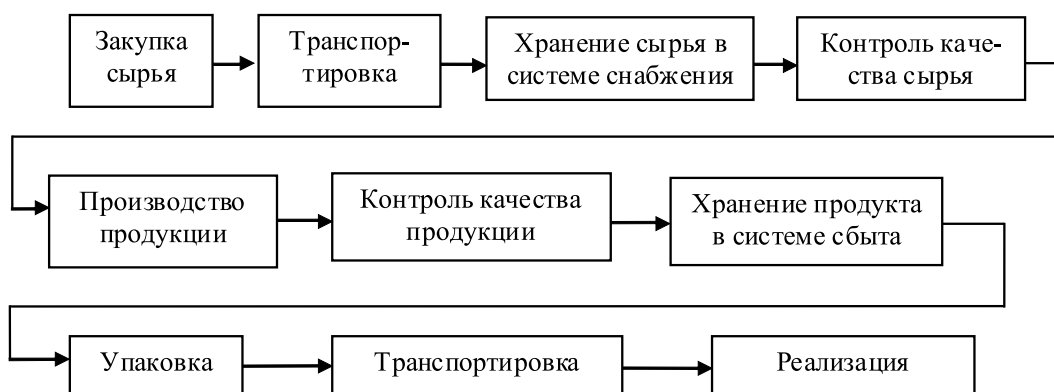 Закупка
сырья
Транспор-
тировка
Хранение сырья в
системе снабжения
Контроль каче-
ства сырья
Производство
продукции
Контроль качества
продукции
Хранение продукта
в системе сбыта
Упаковка
Транспортировка
Реализация